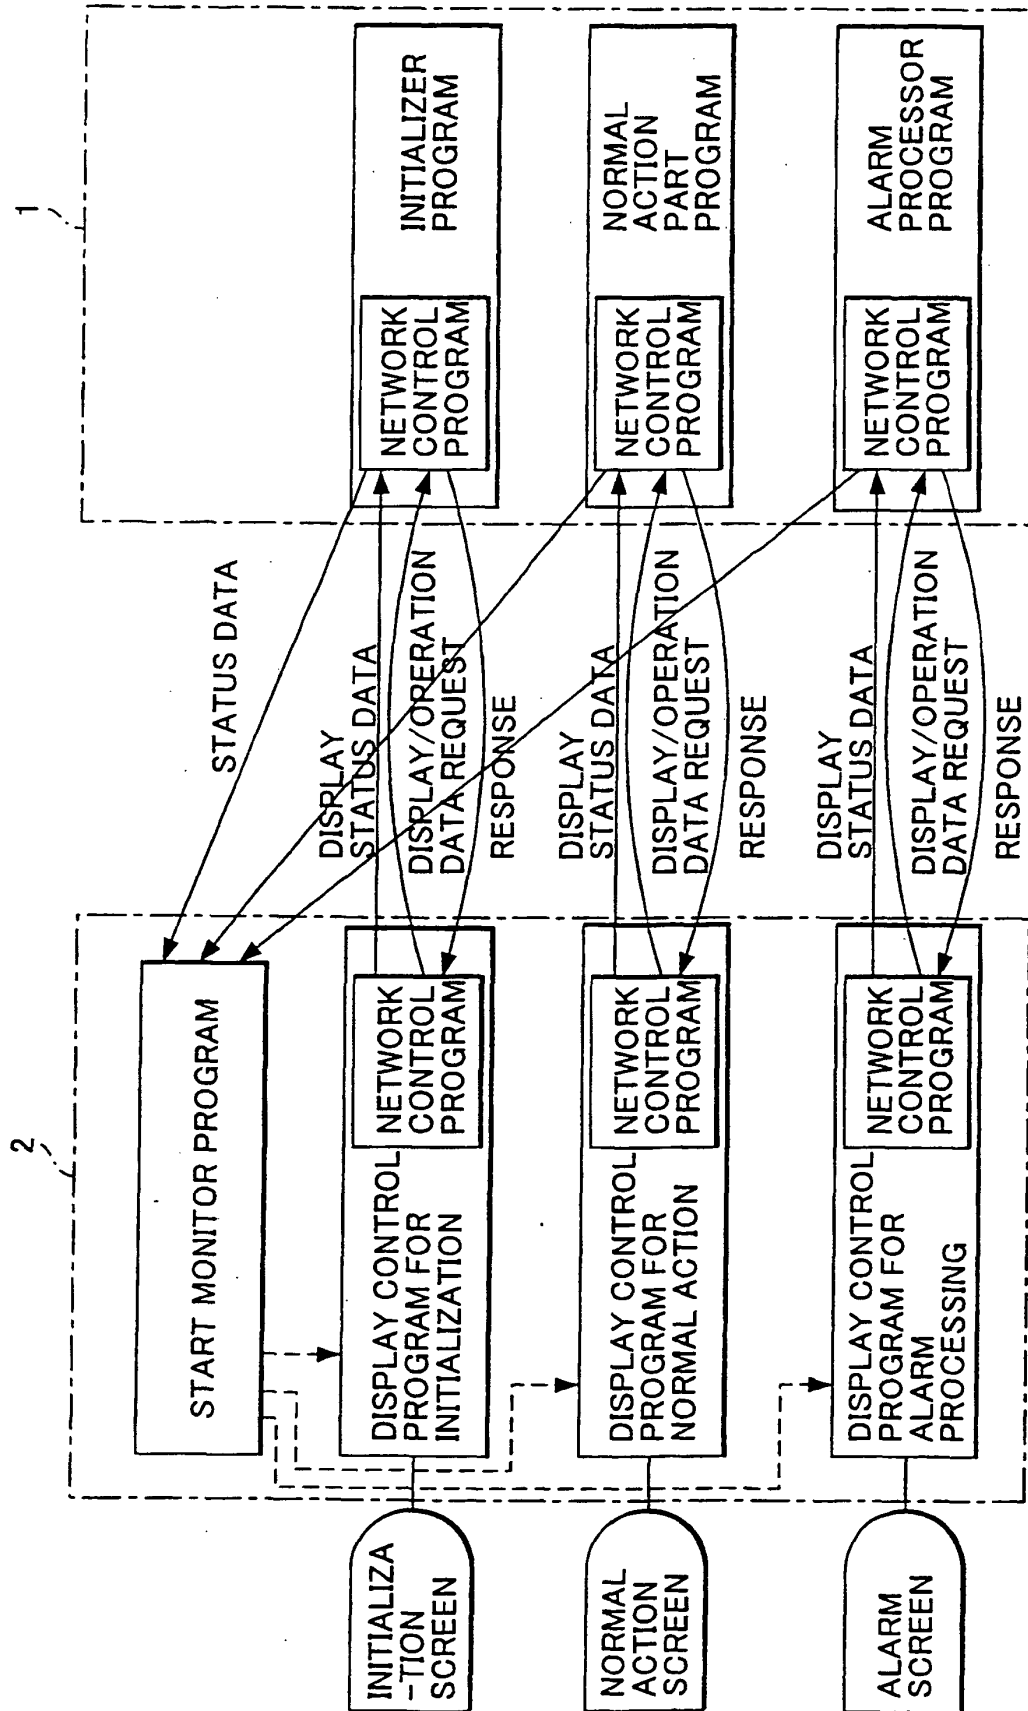 1
INITIALIZER
PROGRAM
NETWORK
CONTROL
PROGRAM
NORMAL
ACTION
PART
PROGRAM
NETWORK
CONTROL
PROGRAM
ALARM
PROCESSOR
PROGRAM
NETWORK
CONTROL
PROGRAM
STATUS DATA
DISPLAY
STATUS DATA
DISPLAY/OPERATION
DATA REQUEST
RESPONSE
DISPLAY
STATUS DATA
DISPLAY/OPERATION
DATA REQUEST
RESPONSE
DISPLAY
STATUS DATA
DISPLAY/OPERATION
DATA REQUEST
RESPONSE
2
START MONITOR PROGRAM
NETWORK
CONTROL
PROGRAM
DISPLAY CONTROL
PROGRAM FOR
INITIALIZATION
NETWORK
CONTROL
PROGRAM
DISPLAY CONTROL
PROGRAM FOR
NORMAL ACTION
NETWORK
CONTROL
PROGRAM
DISPLAY CONTROL
PROGRAM FOR
ALARM
PROCESSING
INITIALIZA
-TION
SCREEN
NORMAL
ACTION
SCREEN
ALARM
SCREEN